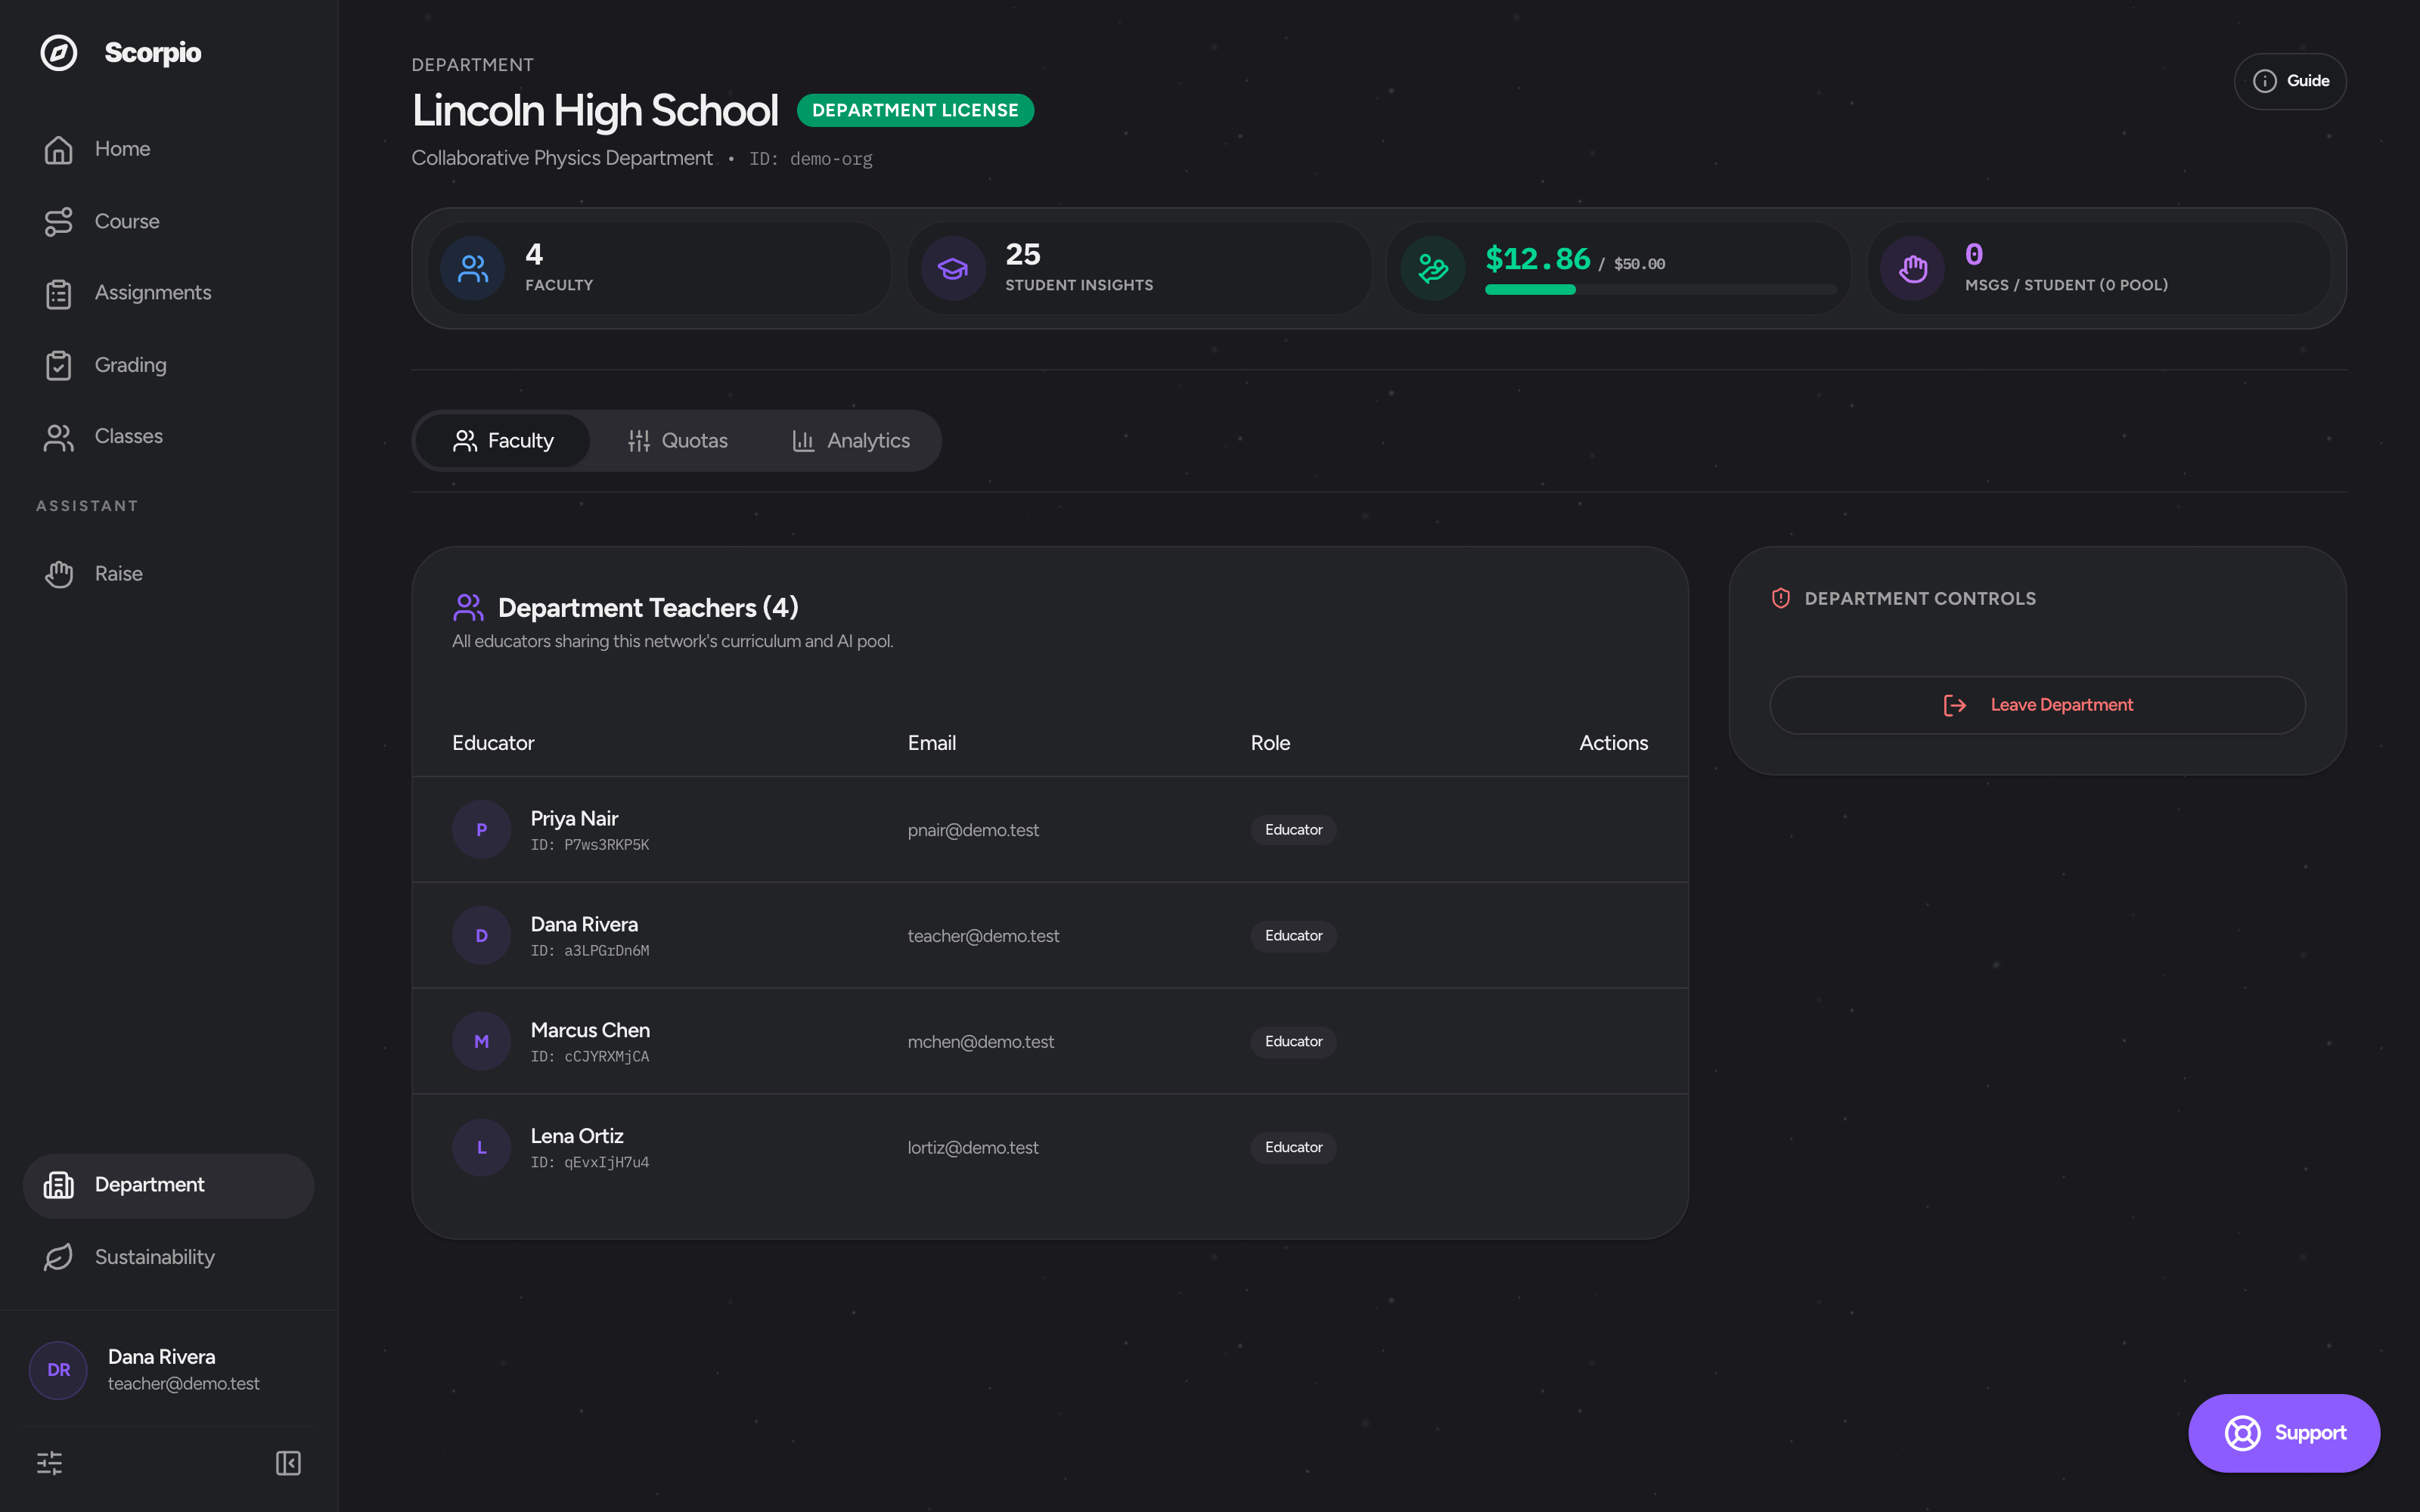 Scorpio
Home
Course
Assignments
Grading
Classes
ASSISTANT
Raise
Department
Sustainability
DR
Dana Rivera
teacher@demo.test
DEPARTMENT
Lincoln High School
DEPARTMENT LICENSE
Collaborative Physics Department • ID: demo-org
Guide
4
FACULTY
25
STUDENT INSIGHTS
$12.86 / $50.00
0
MSGS / STUDENT (0 POOL)
Faculty
Quotas
Analytics
Department Teachers (4)
All educators sharing this network's curriculum and AI pool.
Educator Email Role Actions
P
Priya Nair
ID: P7ws3RKP5K
pnair@demo.test
Educator
D
Dana Rivera
ID: a3LPGrDn6M
teacher@demo.test
Educator
M
Marcus Chen
ID: cCJYRXMjCA
mchen@demo.test
Educator
L
Lena Ortiz
ID: qEvxIjH7u4
lortiz@demo.test
Educator
DEPARTMENT CONTROLS
Leave Department
Support